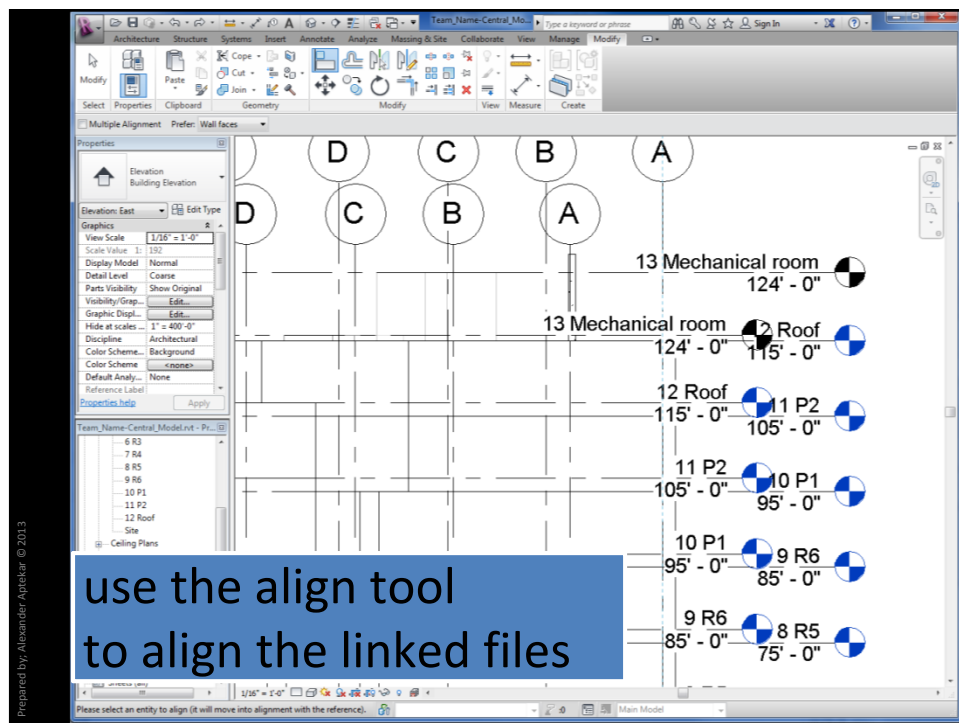 Team_Name-Central_Mo...
Type a keyword or phrase
Sign In
Architecture Structure Systems Insert Annotate Analyze Massing & Site Collaborate View Manage Modify
Modify
Paste
Cope
Cut
Join
Select Properties Clipboard Geometry Modify View Measure Create
Multiple Alignment Prefer: Wall faces
Properties
Elevation
Building Elevation
Elevation: East Edit Type
Graphics
View Scale 1/16" = 1'-0"
Scale Value 1: 192
Display Model Normal
Detail Level Coarse
Parts Visibility Show Original
Visibility/Grap... Edit...
Graphic Displ... Edit...
Hide at scales ... 1" = 400'-0"
Discipline Architectural
Color Scheme... Background
Color Scheme <none>
Default Analy... None
Reference Label
Properties help Apply
Team_Name-Central_Model.rvt - Pr...
6 R3
7 R4
8 R5
9 R6
10 P1
11 P2
12 Roof
Site
Ceiling Plans
D C B A
D C B A
13 Mechanical room
124' - 0"
13 Mechanical room
124' - 0"
2 Roof
115' - 0"
12 Roof
115' - 0"
11 P2
105' - 0"
11 P2
105' - 0"
10 P1
95' - 0"
10 P1
95' - 0"
9 R6
85' - 0"
9 R6
85' - 0"
8 R5
75' - 0"
use the align tool
to align the linked files
1/16" = 1'-0"
Please select an entity to align (it will move into alignment with the reference).
:0
Main Model
Prepared by; Alexander Aptekar © 2013